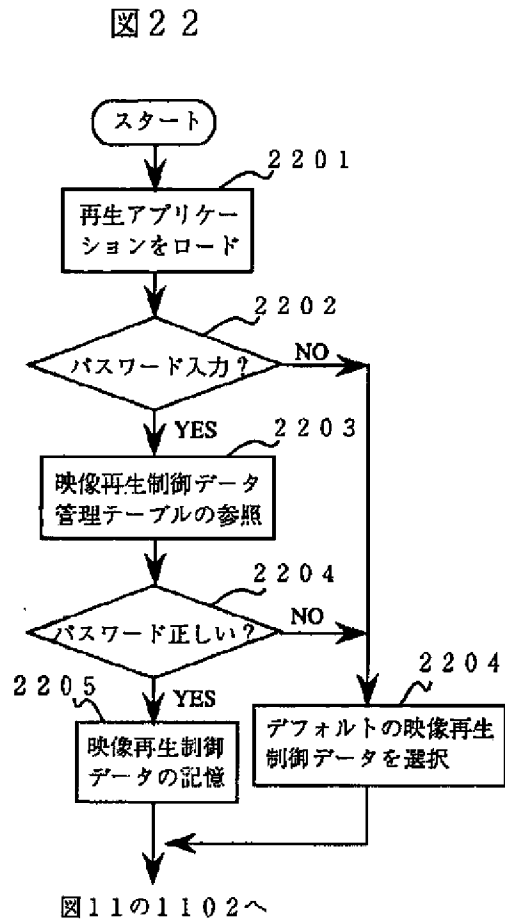 図２２
スタート
２２０１
再生アプリケー
ションをロード
２２０２
パスワード入力？
NO
YES
２２０３
映像再生制御データ
管理テーブルの参照
２２０４
パスワード正しい？
NO
２２０４
２２０５
YES
映像再生制御
データの記憶
デフォルトの映像再生
制御データを選択
図１１の１１０２へ